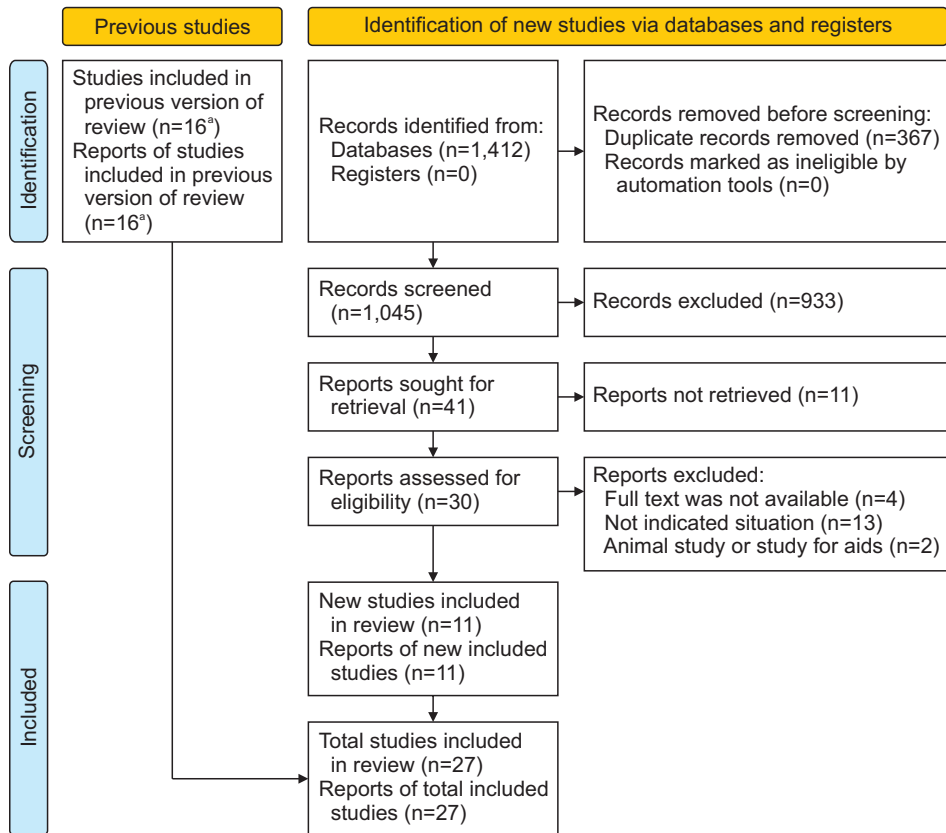 Previous studies
Identification of new studies via databases and registers
Identification
Studies included in
previous version of
review (n=16a)
Reports of studies
included in previous
version of review
(n=16a)
Records identified from:
Databases (n=1,412)
Registers (n=0)
Records removed before screening:
Duplicate records removed (n=367)
Records marked as ineligible by
automation tools (n=0)
Screening
Records screened
(n=1,045)
Records excluded (n=933)
Reports sought for
retrieval (n=41)
Reports not retrieved (n=11)
Reports assessed for
eligibility (n=30)
Reports excluded:
Full text was not available (n=4)
Not indicated situation (n=13)
Animal study or study for aids (n=2)
Included
New studies included
in review (n=11)
Reports of new included
studies (n=11)
Total studies included
in review (n=27)
Reports of total included
studies (n=27)